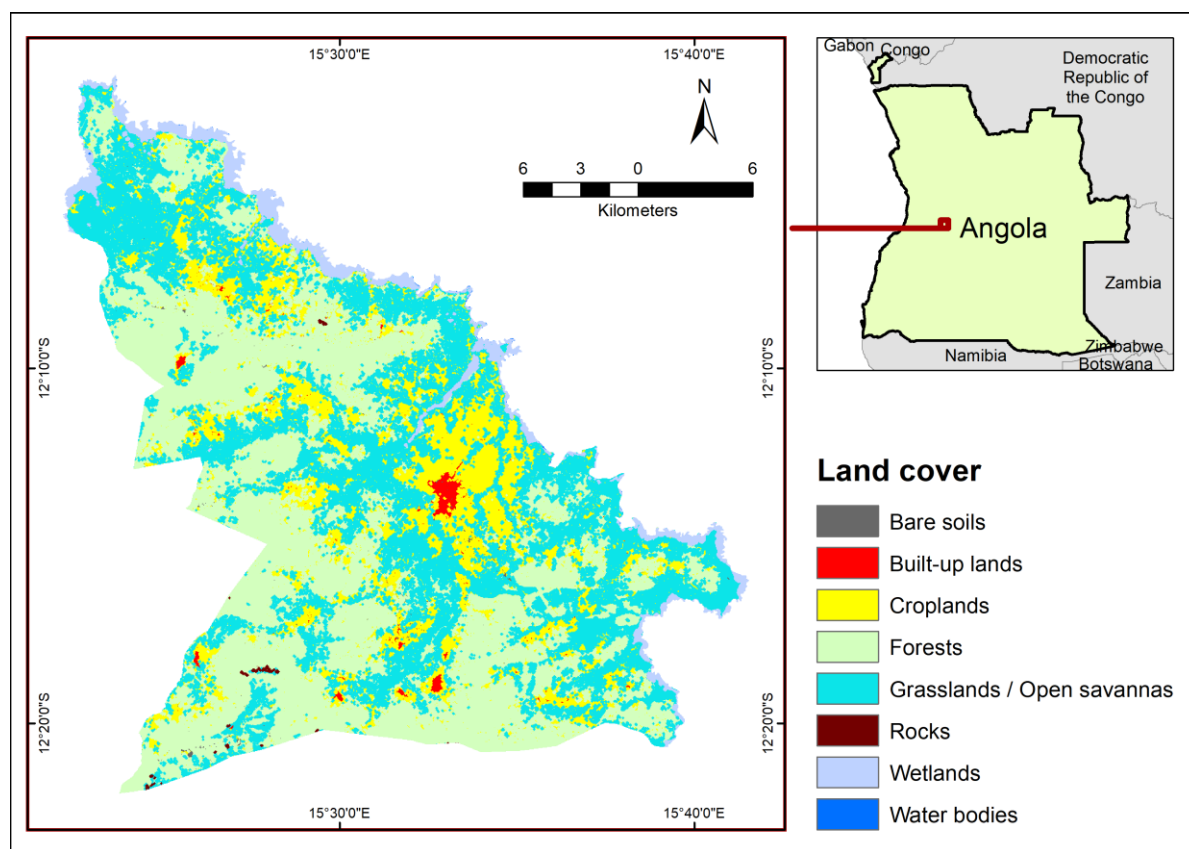 15°30'0"E
15°40'0"E
N
6 3 0 6
Kilometers
12°10'0"S
12°10'0"S
12°20'0"S
12°20'0"S
15°30'0"E
15°40'0"E
Gabon
Congo
Democratic
Republic of
the Congo
Angola
Zambia
Namibia
Zimbabwe
Botswana
Land cover
Bare soils
Built-up lands
Croplands
Forests
Grasslands / Open savannas
Rocks
Wetlands
Water bodies